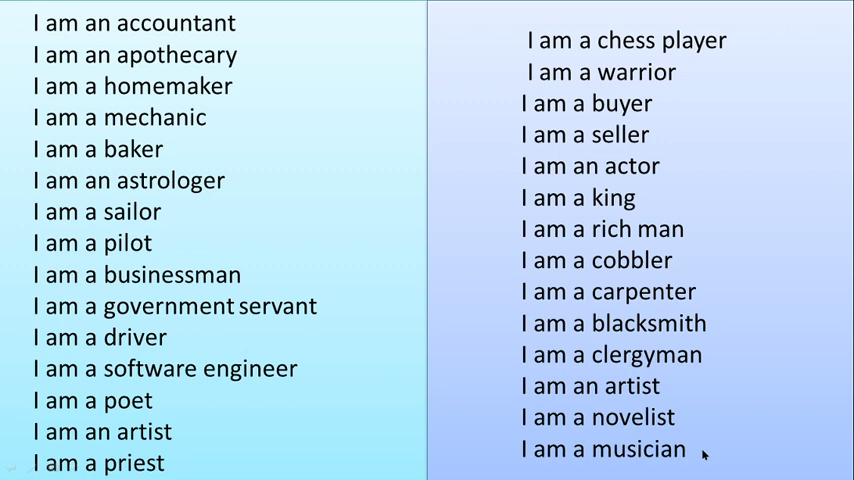 I am an accountant
I am an apothecary
I am a homemaker
I am a mechanic
I am a baker
I am an astrologer
I am a sailor
I am a pilot
I am a businessman
I am a government servant
I am a driver
I am a software engineer
I am a poet
I am an artist
I am a priest
I am a chess player
I am a warrior
I am a buyer
I am a seller
I am an actor
I am a king
I am a rich man
I am a cobbler
I am a carpenter
I am a blacksmith
I am a clergyman
I am an artist
I am a novelist
I am a musician